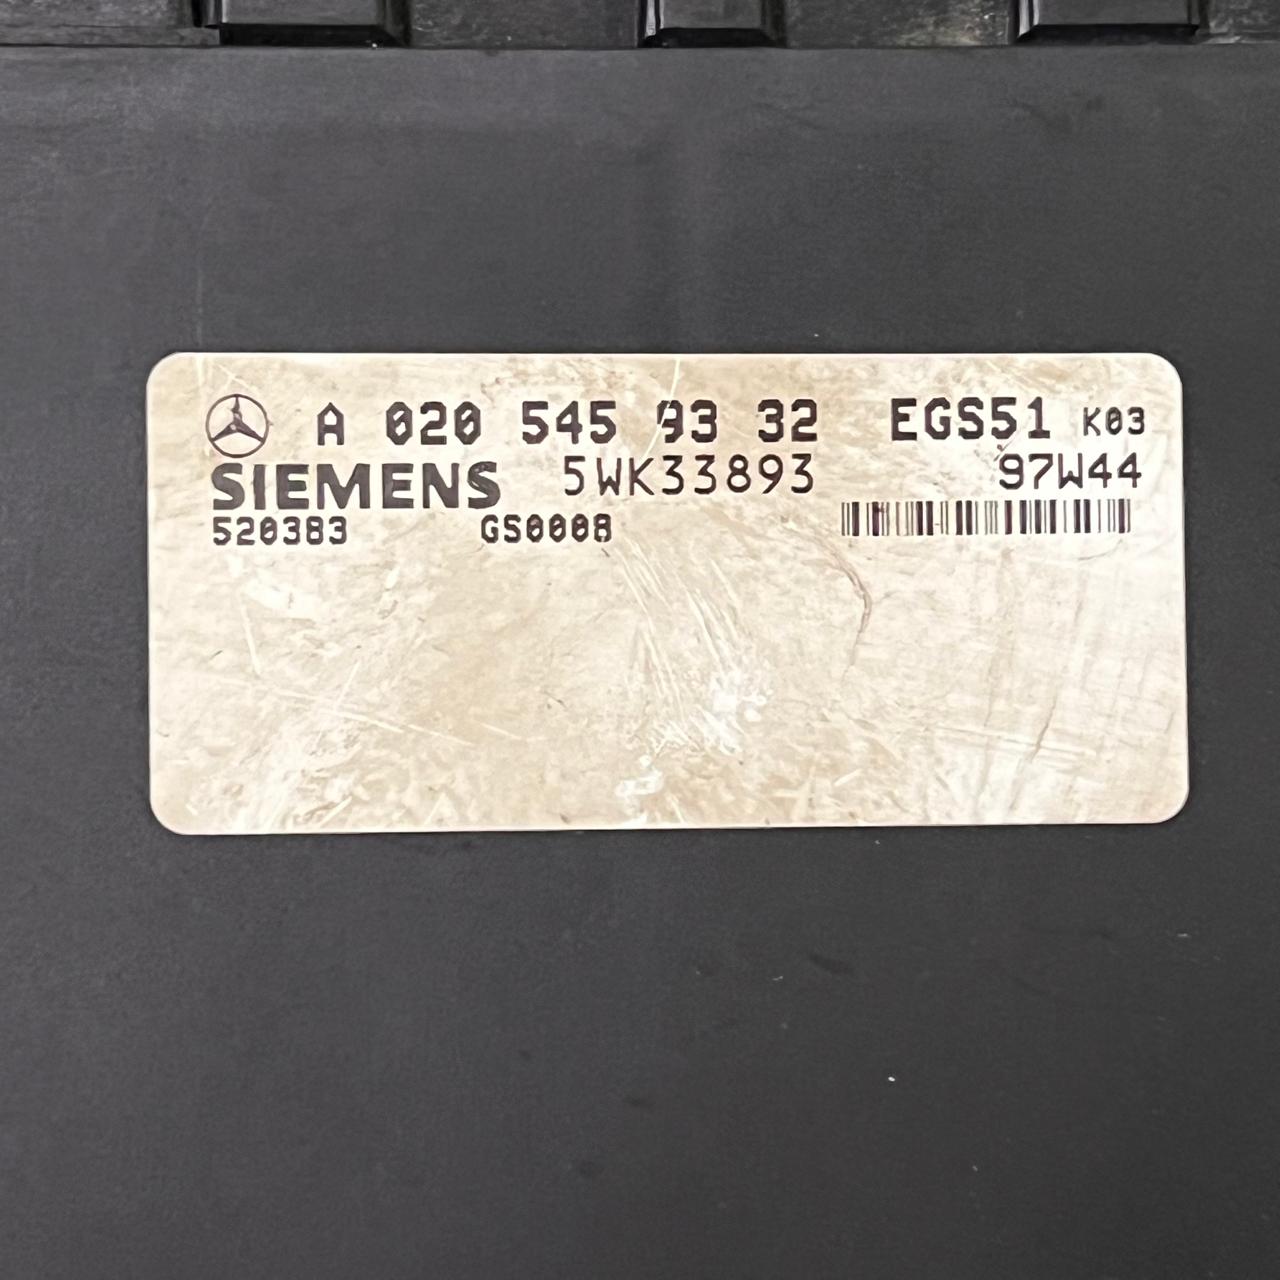 A 020 545 93 32 EGS51 K03
SIEMENS 5WK33893 97W44
520383 GS0008